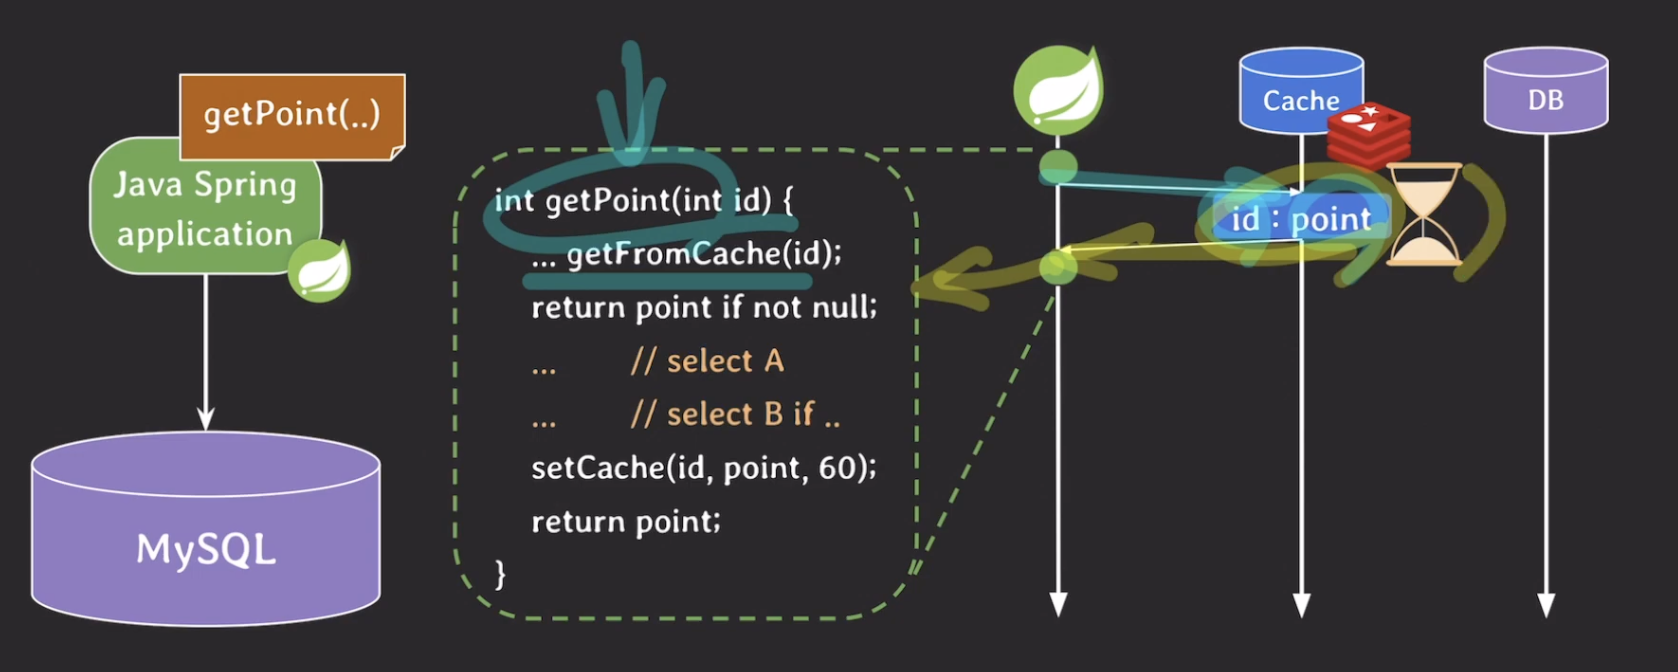 getPoint(..)
Java Spring
application
MySQL
int getPoint(int id) {
... getFromCache(id);
return point if not null;
... // select A
... // select B if ..
setCache(id, point, 60);
return point;
}
Cache
DB
id : point